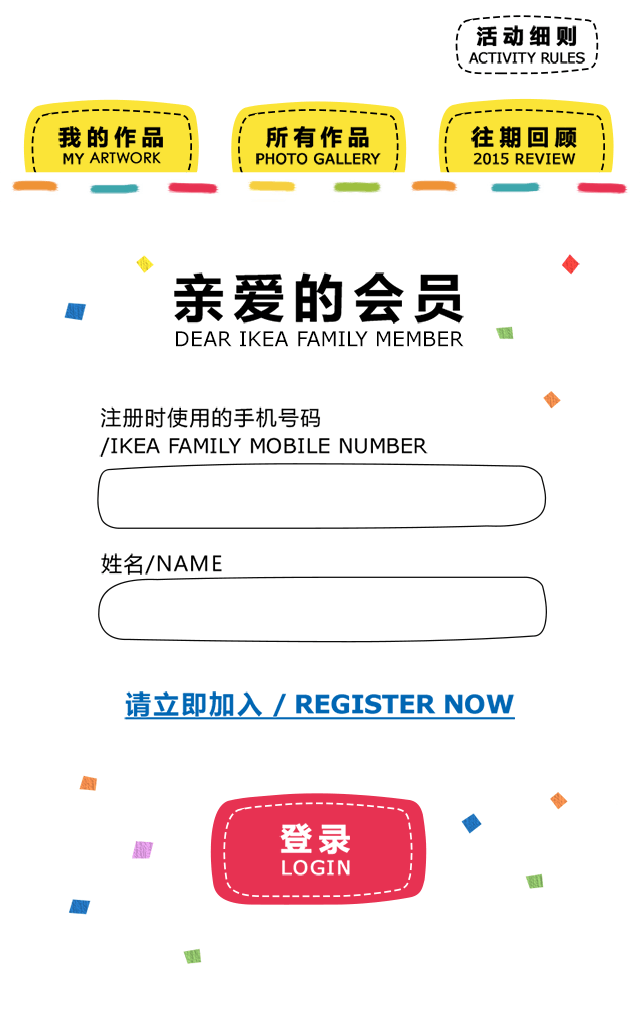 活动细则
ACTIVITY RULES
我的作品
MY ARTWORK
所有作品
PHOTO GALLERY
往期回顾
2015 REVIEW
亲爱的会员
DEAR IKEA FAMILY MEMBER
注册时使用的手机号码
/IKEA FAMILY MOBILE NUMBER
姓名/NAME
请立即加入 / REGISTER NOW
登录
LOGIN